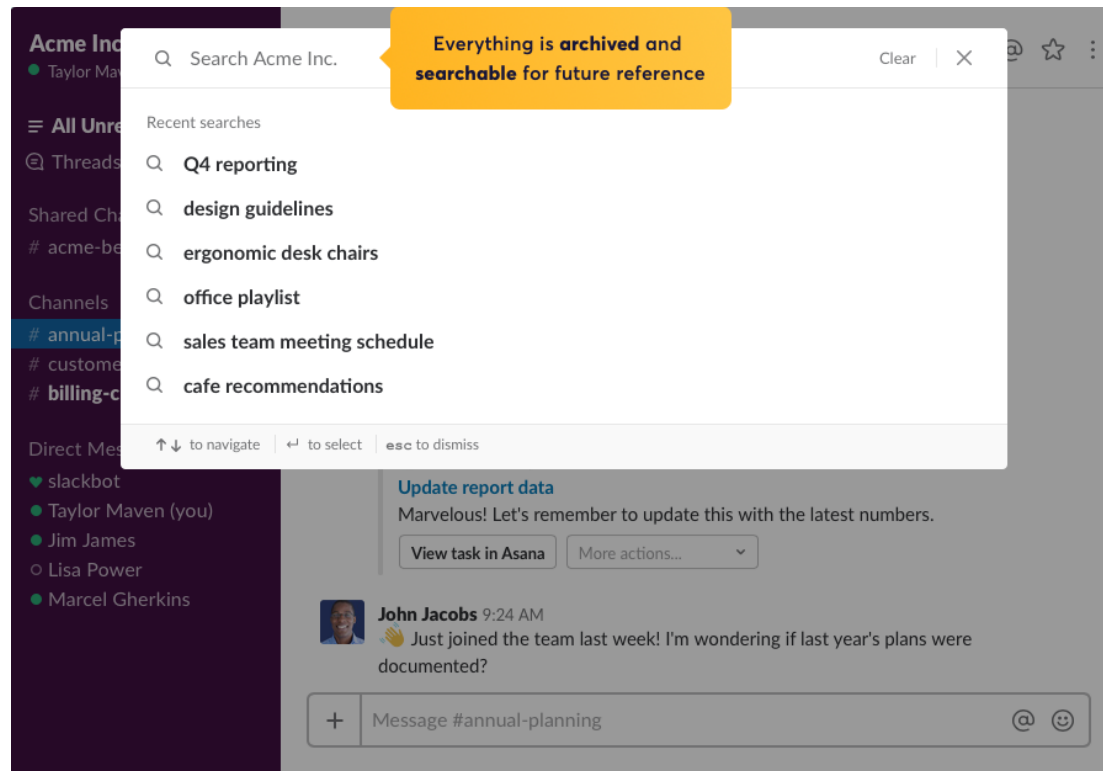 Acme Inc
Taylor Mav
All Unre
Threads
Shared Cha
# acme-be
Channels
# annual-p
# custome
# billing-c
Direct Mes
slackbot
Taylor Maven (you)
Jim James
Lisa Power
Marcel Gherkins
Search Acme Inc.
Everything is archived and
searchable for future reference
Clear
Recent searches
Q4 reporting
design guidelines
ergonomic desk chairs
office playlist
sales team meeting schedule
cafe recommendations
↑↓ to navigate ↵ to select esc to dismiss
Update report data
Marvelous! Let's remember to update this with the latest numbers.
View task in Asana More actions...
John Jacobs 9:24 AM
👋 Just joined the team last week! I'm wondering if last year's plans were
documented?
+ Message #annual-planning @